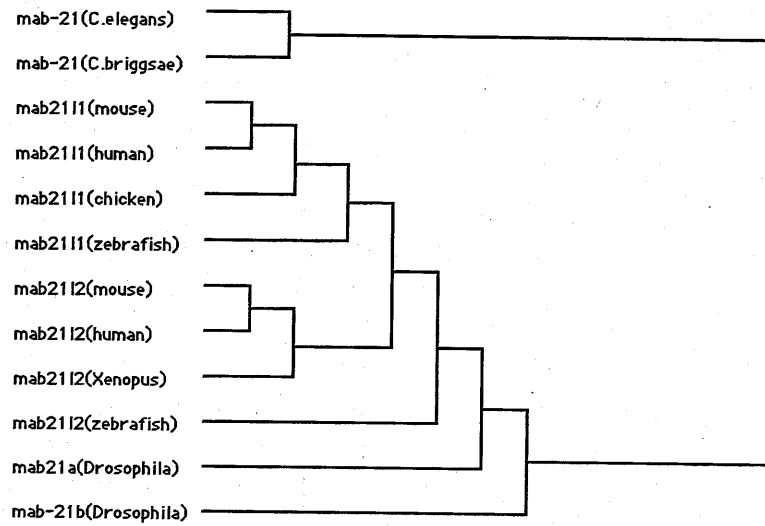 mab-21(C.elegans)
mab-21(C.briggsae)
mab21l1(mouse)
mab21l1(human)
mab21l1(chicken)
mab21l1(zebrafish)
mab21l2(mouse)
mab21l2(human)
mab21l2(Xenopus)
mab21l2(zebrafish)
mab21a(Drosophila)
mab-21b(Drosophila)